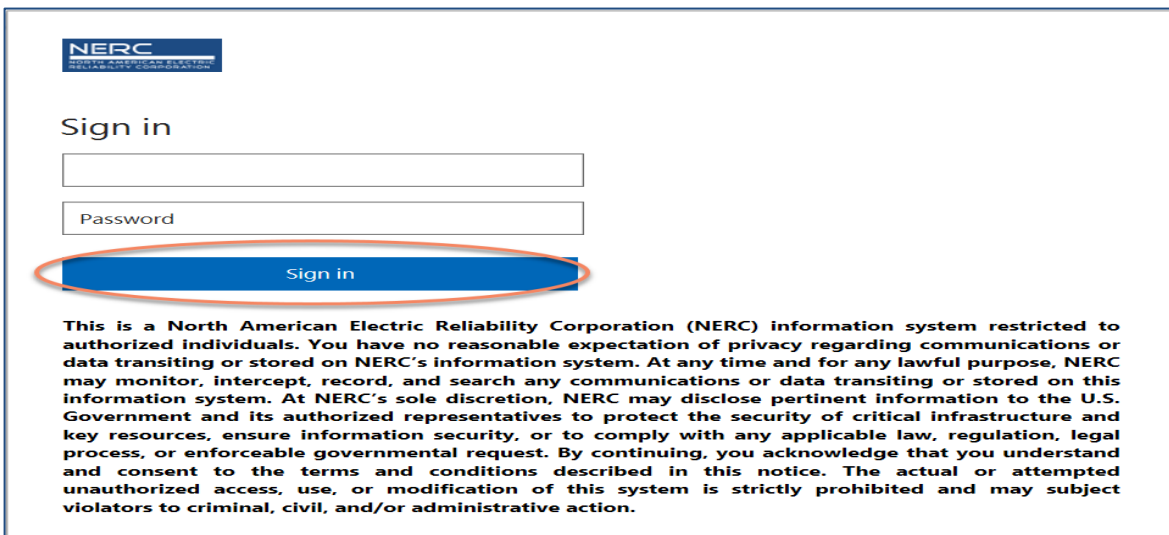 NERC
NORTH AMERICAN ELECTRIC
RELIABILITY CORPORATION
Sign in
Password
Sign in
This is a North American Electric Reliability Corporation (NERC) information system restricted to
authorized individuals. You have no reasonable expectation of privacy regarding communications or
data transiting or stored on NERC’s information system. At any time and for any lawful purpose, NERC
may monitor, intercept, record, and search any communications or data transiting or stored on this
information system. At NERC’s sole discretion, NERC may disclose pertinent information to the U.S.
Government and its authorized representatives to protect the security of critical infrastructure and
key resources, ensure information security, or to comply with any applicable law, regulation, legal
process, or enforceable governmental request. By continuing, you acknowledge that you understand
and consent to the terms and conditions described in this notice. The actual or attempted
unauthorized access, use, or modification of this system is strictly prohibited and may subject
violators to criminal, civil, and/or administrative action.